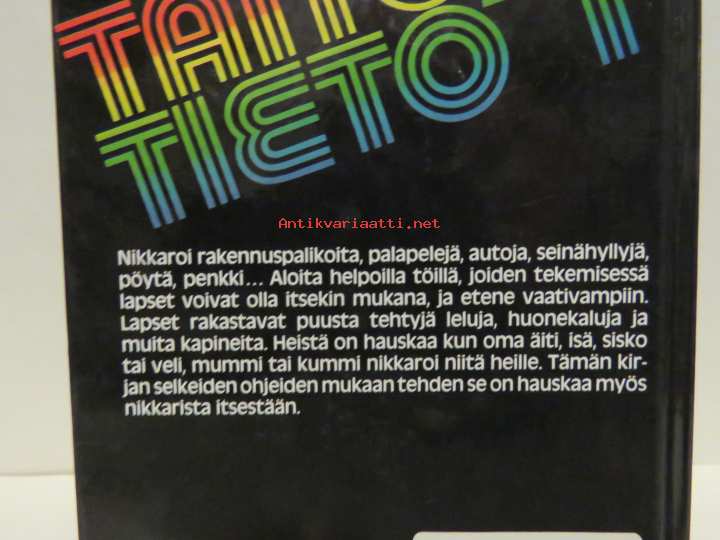 TIETO
Antikvariaatti.net
Nikkaroi rakennuspalikoita, palapelejä, autoja, seinähyllyjä,
pöytä, penkki... Aloita helpoilla töillä, joiden tekemisessä
lapset voivat olla itsekin mukana, ja etene vaativampiin.
Lapset rakastavat puusta tehtyjä leluja, huonekaluja ja
muita kapineita. Heistä on hauskaa kun oma äiti, isä, sisko
tai veli, mummi tai kummi nikkaroi niitä heille. Tämän kir-
jan selkeiden ohjeiden mukaan tehden se on hauskaa myös
nikkarista itsestään.